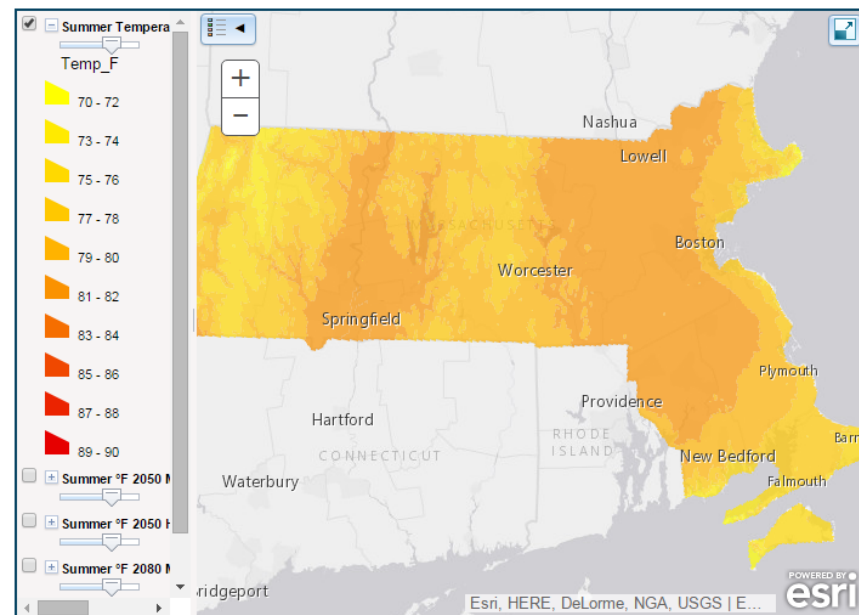 Summer Tempera
Temp_F
70 - 72
73 - 74
75 - 76
77 - 78
79 - 80
81 - 82
83 - 84
85 - 86
87 - 88
89 - 90
Summer °F 2050 M
Summer °F 2050 H
Summer °F 2080 M
+
−
Nashua
Lowell
MASSACHUSETTS
Boston
Worcester
Springfield
Plymouth
Providence
Hartford
RHODE
ISLAND
Barn
CONNECTICUT
New Bedford
Waterbury
Falmouth
ridgeport
Esri, HERE, DeLorme, NGA, USGS | E...
POWERED BY
esri